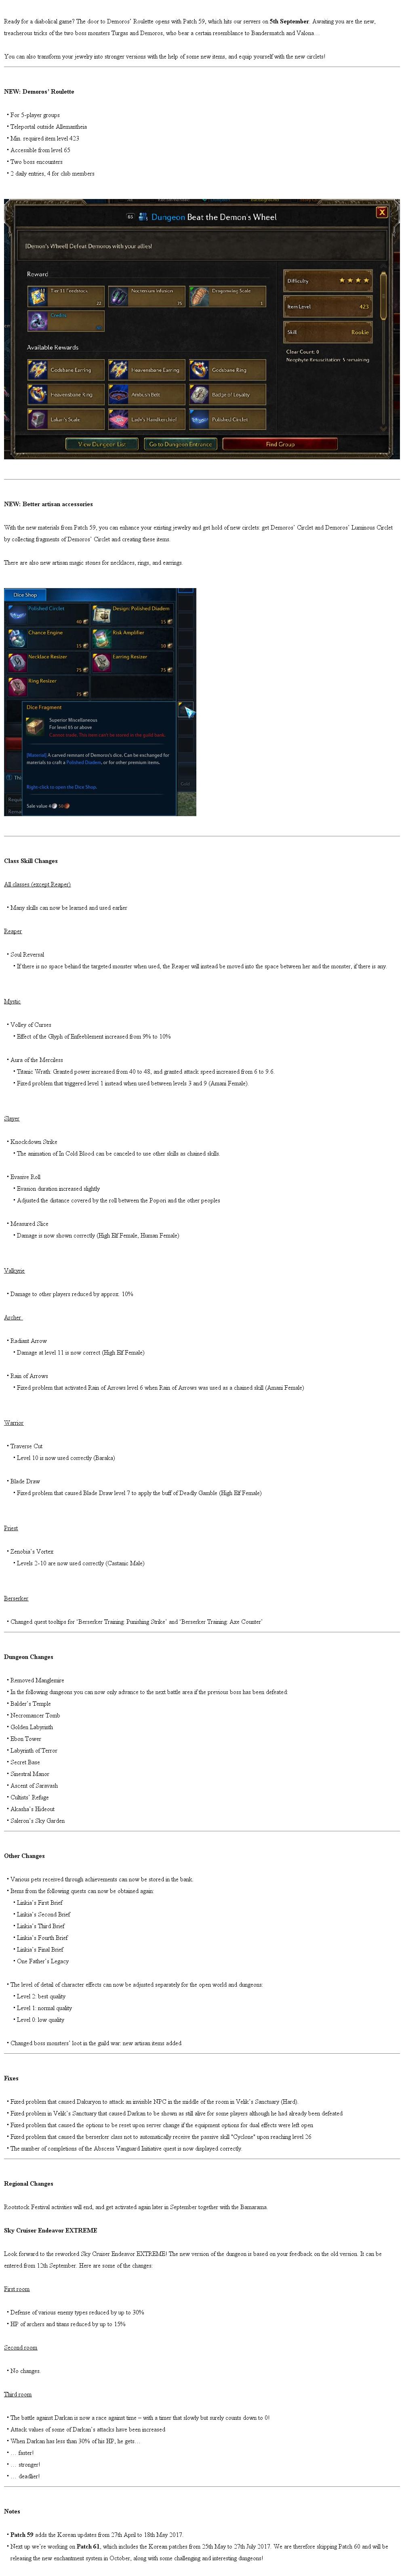 Ready for a diabolical game? The door to Demoros' Roulette opens with Patch 59, which hits our servers on 5th September. Awaiting you are the new,
treacherous tricks of the two boss monsters Turgas and Demoros, who bear a certain resemblance to Bandersnatch and Valona…
You can also transform your jewelry into stronger versions with the help of some new items, and equip yourself with the new circlets!
NEW: Demoros' Roulette
• For 5-player groups
• Teleportal outside Allemantheia
• Min. required item level 423
• Accessible from level 65
• Two boss encounters
• 2 daily entries, 4 for club members
65 Dungeon Beat the Demon's Wheel
[Demon's Wheel] Defeat Demoros with your allies!
Reward
Tier 11 Feedstock
22
Noctenium Infusion
Dragonwing Scale
Available Rewards
Godsbane Earring
Heavensbane Earring
Godsbane Ring
Heavensbane Ring
Badge of Loyalty
Lakan's Scale
Lady's Handkerchief
Polished Circlet
Difficulty
Item Level 423
Skill Rookie
Clear Count: 0
Neophyte Resuscitation: 5 remaining
View Dungeon List
Go to Dungeon Entrance
Find Group
NEW: Better artisan accessories
With the new materials from Patch 59, you can enhance your existing jewelry and get hold of new circlets: get Demoros' Circlet and Demoros' Luminous Circlet
by collecting fragments of Demoros' Circlet and creating these items.
There are also new artisan magic stones for necklaces, rings, and earrings.
Dice Shop
Polished Circlet
40
Design: Polished Diadem
55
Chance Engine
Risk Amplifier
Necklace Resizer
Earring Resizer
75
Ring Resizer
75
Dice Fragment
Superior Miscellaneous
For level 65 or above
Cannot trade. This item can't be stored in the guild bank.
[Material] A carved remnant of Demoros's dice. Can be exchanged for
materials to craft a Polished Diadem, or for other premium items.
Right-click to open the Dice Shop.
Sale value
Class Skill Changes
All classes (except Reaper)
• Many skills can now be learned and used earlier
Reaper
• Soul Reversal
• If there is no space behind the targeted monster when used, the Reaper will instead be moved into the space between her and the monster, if there is any.
Mystic
• Volley of Curses
• Effect of the Glyph of Enfeeblement increased from 9% to 10%
• Aura of the Merciless
• Titanic Wrath: Granted power increased from 40 to 48, and granted attack speed increased from 6 to 9.6.
• Fixed problem that triggered level 1 instead when used between levels 3 and 9 (Amani Female).
Slayer
• Knockdown Strike
• The animation of In Cold Blood can be canceled to use other skills as chained skills.
• Evasive Roll
• Evasion duration increased slightly
• Adjusted the distance covered by the roll between the Popori and the other peoples
• Measured Slice
• Damage is now shown correctly (High Elf Female, Human Female)
Valkyrie
• Damage to other players reduced by approx. 10%.
Archer
• Radiant Arrow
• Damage at level 11 is now correct (High Elf Female)
• Rain of Arrows
• Fixed problem that activated Rain of Arrows level 6 when Rain of Arrows was used as a chained skill (Amani Female)
Warrior
• Traverse Cut
• Level 10 is now used correctly (Baraka)
• Blade Draw
• Fixed problem that caused Blade Draw level 7 to apply the buff of Deadly Gamble (High Elf Female)
Priest
• Zenobia's Vortex
• Levels 2-10 are now used correctly (Castanic Male)
Berserker
• Changed quest tooltips for 'Berserker Training: Punishing Strike' and 'Berserker Training: Axe Counter'
Dungeon Changes
• Removed Manglemire
• In the following dungeons you can now only advance to the next battle area if the previous boss has been defeated:
• Balder's Temple
• Necromancer Tomb
• Golden Labyrinth
• Ebon Tower
• Labyrinth of Terror
• Secret Base
• Sinestral Manor
• Ascent of Saravash
• Cultists' Refuge
• Akasha's Hideout
• Saleron's Sky Garden
Other Changes
• Various pets received through achievements can now be stored in the bank.
• Items from the following quests can now be obtained again:
• Linkia's First Brief
• Linkia's Second Brief
• Linkia's Third Brief
• Linkia's Fourth Brief
• Linkia's Final Brief
• One Father's Legacy
• The level of detail of character effects can now be adjusted separately for the open world and dungeons:
• Level 2: best quality
• Level 1: normal quality
• Level 0: low quality
• Changed boss monsters' loot in the guild war: new artisan items added.
Fixes
• Fixed problem that caused Dakuryon to attack an invisible NPC in the middle of the room in Velik's Sanctuary (Hard).
• Fixed problem in Velik's Sanctuary that caused Darkan to be shown as still alive for some players although he had already been defeated.
• Fixed problem that caused the options to be reset upon server change if the equipment options for dual effects were left open
• Fixed problem that caused the berserker class not to automatically receive the passive skill "Cyclone" upon reaching level 26
• The number of completions of the Abscess Vanguard Initiative quest is now displayed correctly.
Regional Changes
Rootstock Festival activities will end, and get activated again later in September together with the Bamarama.
Sky Cruiser Endeavor EXTREME
Look forward to the reworked Sky Cruiser Endeavor EXTREME! The new version of the dungeon is based on your feedback on the old version. It can be
entered from 12th September. Here are some of the changes:
First room
• Defense of various enemy types reduced by up to 30%
• HP of archers and titans reduced by up to 15%
Second room
• No changes
Third room
• The battle against Darkan is now a race against time – with a timer that slowly but surely counts down to 0!
• Attack values of some of Darkan's attacks have been increased
• When Darkan has less than 30% of his HP, he gets…
• … faster!
• … stronger!
• … deadlier!
Notes
• Patch 59 adds the Korean updates from 27th April to 18th May 2017.
• Next up we're working on Patch 61, which includes the Korean patches from 25th May to 27th July 2017. We are therefore skipping Patch 60 and will be
releasing the new enchantment system in October, along with some challenging and interesting dungeons!